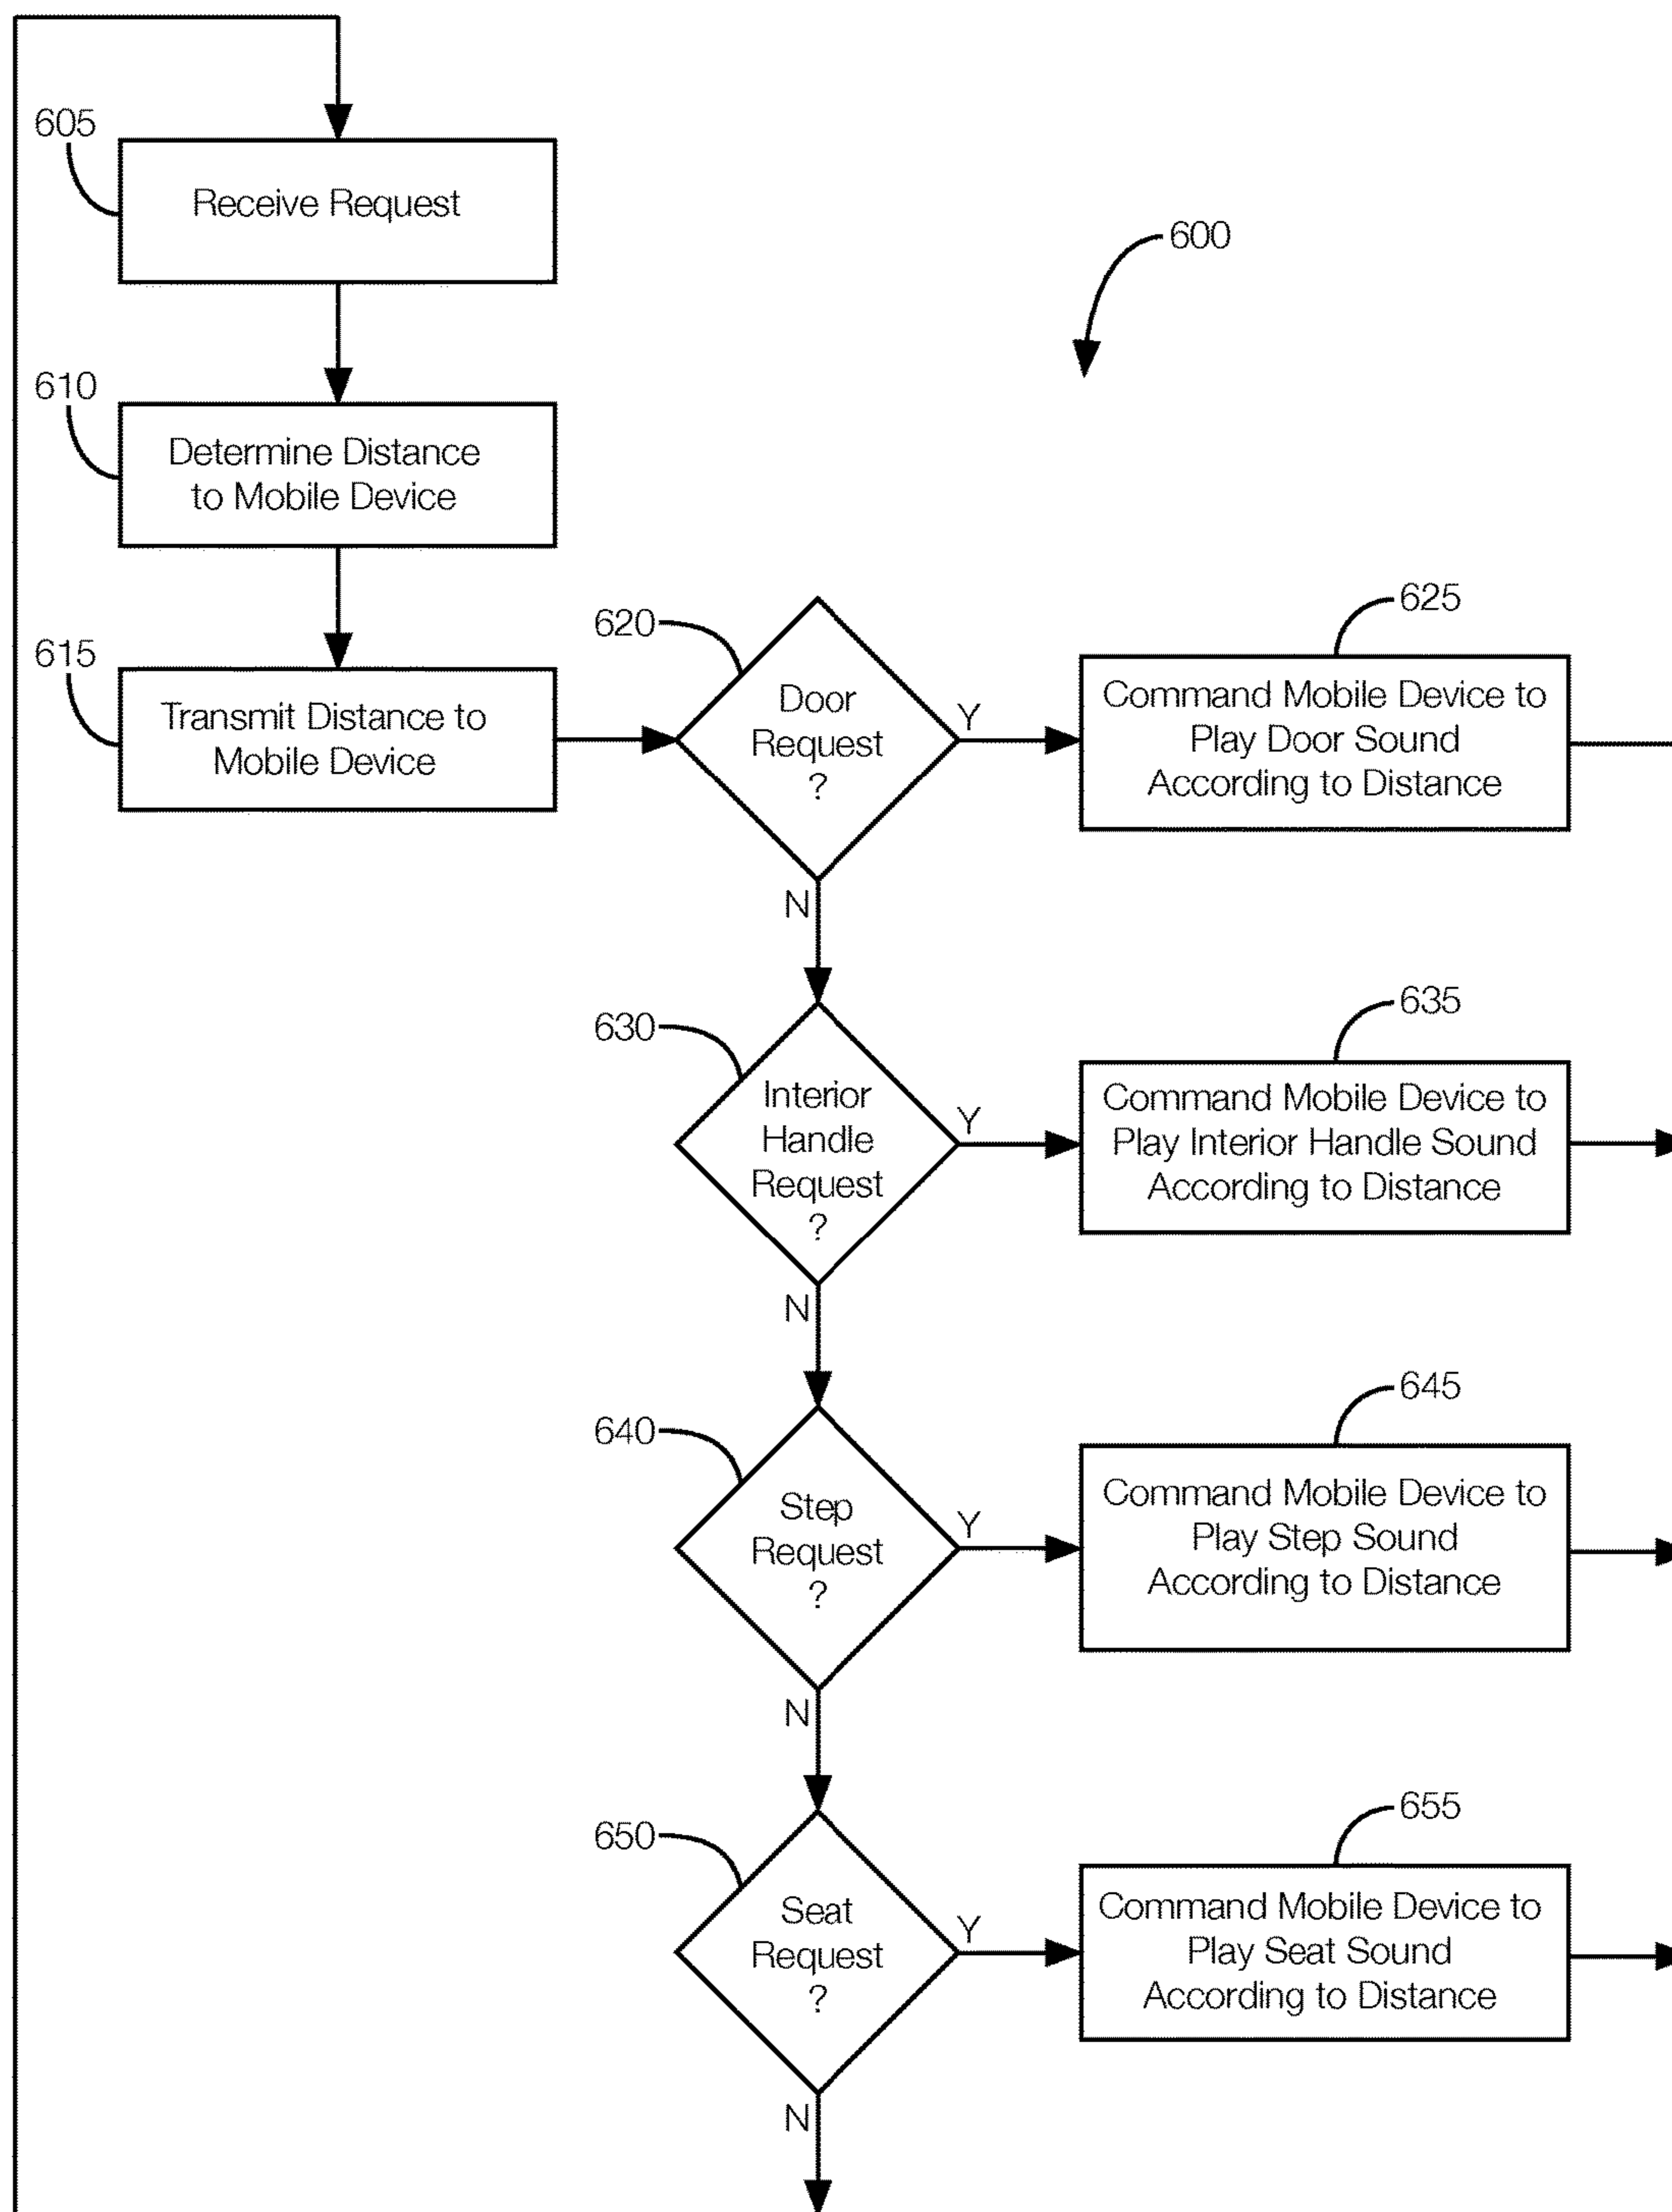 605
Receive Request
600
610
Determine Distance
to Mobile Device
615
Transmit Distance to
Mobile Device
620
Door
Request
?
Y
N
625
Command Mobile Device to
Play Door Sound
According to Distance
630
Interior
Handle
Request
?
Y
N
635
Command Mobile Device to
Play Interior Handle Sound
According to Distance
640
Step
Request
?
Y
N
645
Command Mobile Device to
Play Step Sound
According to Distance
650
Seat
Request
?
Y
N
655
Command Mobile Device to
Play Seat Sound
According to Distance